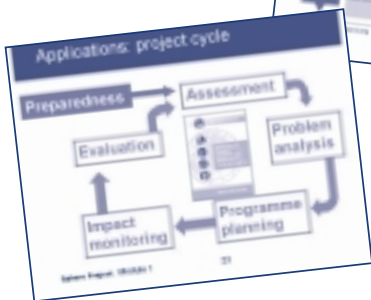 Applications: project cycle
Preparedness
Assessment
Problem
analysis
Evaluation
Impact
monitoring
Programme
planning